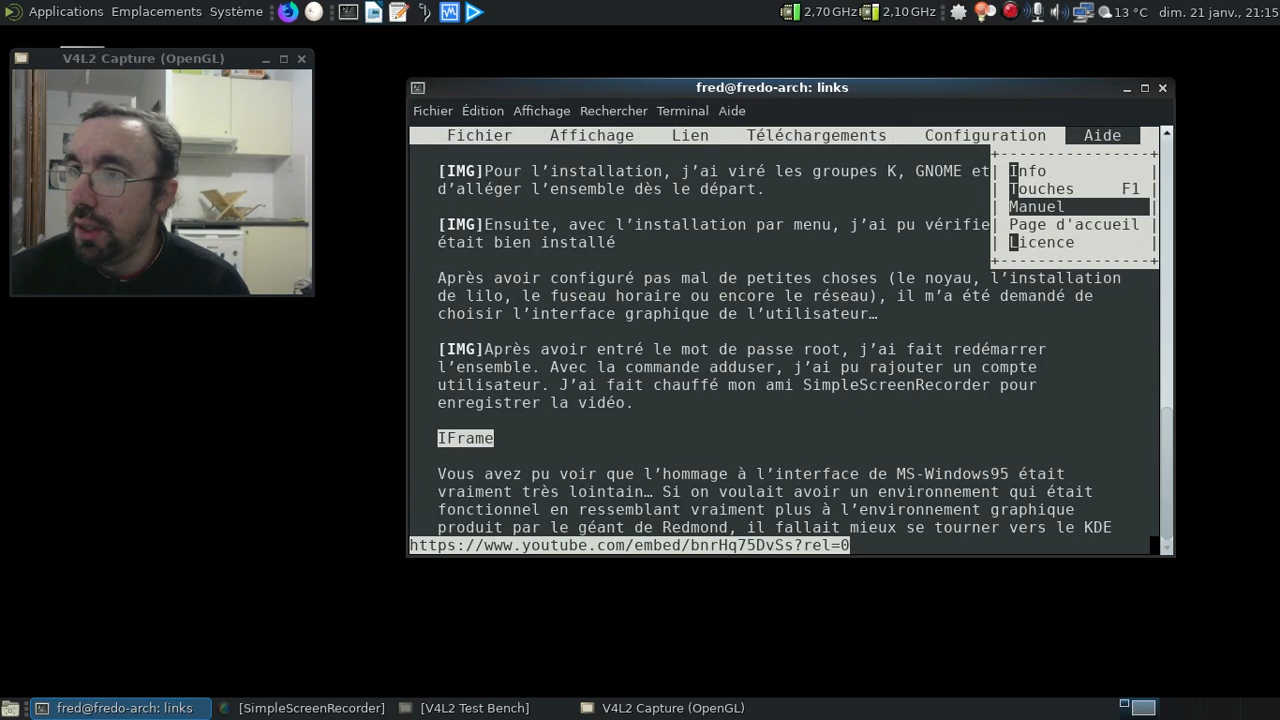 Applications Emplacements Système
2,70 GHz 2,10 GHz 13 °C dim. 21 janv., 21:15
V4L2 Capture (OpenGL)
fred@fredo-arch: links
Fichier Édition Affichage Rechercher Terminal Aide
Fichier Affichage Lien Téléchargements Configuration Aide
[IMG]Pour l’installation, j’ai viré les groupes K, GNOME et
d’alléger l’ensemble dès le départ.
[IMG]Ensuite, avec l’installation par menu, j’ai pu vérifie
était bien installé
Info
Touches F1
Manuel
Page d'accueil
Licence
Après avoir configuré pas mal de petites choses (le noyau, l’installation
de lilo, le fuseau horaire ou encore le réseau), il m’a été demandé de
choisir l’interface graphique de l’utilisateur…
[IMG]Après avoir entré le mot de passe root, j’ai fait redémarrer
l’ensemble. Avec la commande adduser, j’ai pu rajouter un compte
utilisateur. J’ai fait chauffé mon ami SimpleScreenRecorder pour
enregistrer la vidéo.
IFrame
Vous avez pu voir que l’hommage à l’interface de MS-Windows95 était
vraiment très lointain… Si on voulait avoir un environnement qui était
fonctionnel en ressemblant vraiment plus à l’environnement graphique
produit par le géant de Redmond, il fallait mieux se tourner vers le KDE
https://www.youtube.com/embed/bnrHq75DvSs?rel=0
fred@fredo-arch: links [SimpleScreenRecorder] [V4L2 Test Bench] V4L2 Capture (OpenGL)